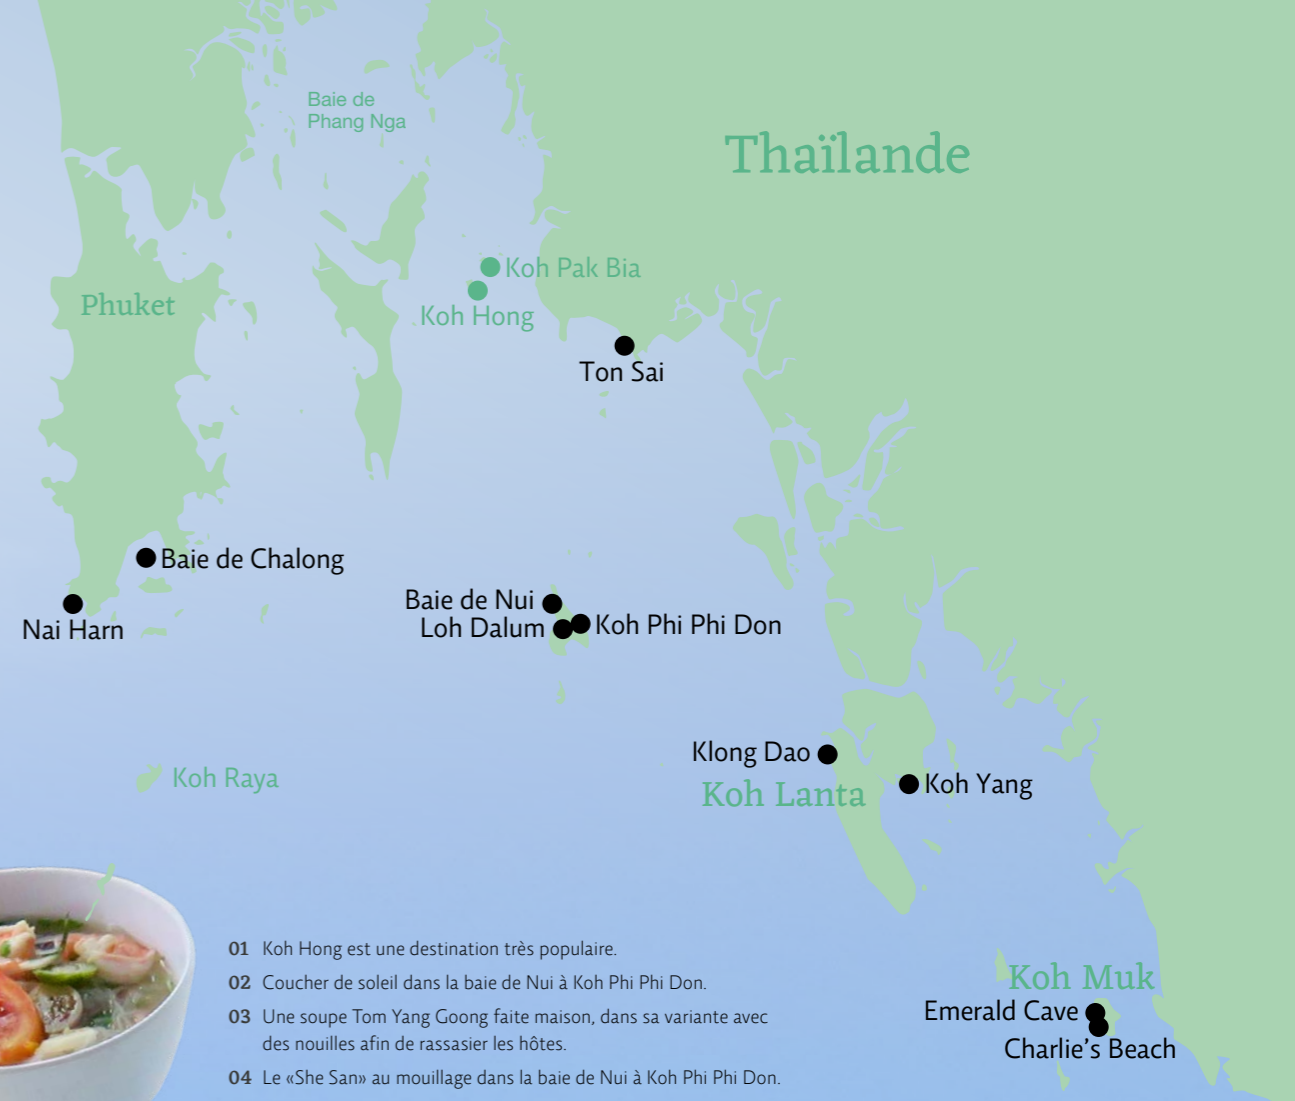 Baie de
Phang Nga
Thaïlande
Koh Pak Bia
Phuket
Koh Hong
Ton Sai
Baie de Chalong
Nai Harn
Baie de Nui
Loh Dalum
Koh Phi Phi Don
Klong Dao
Koh Lanta
Koh Yang
Koh Raya
Koh Muk
Emerald Cave
Charlie’s Beach
01 Koh Hong est une destination très populaire.
02 Coucher de soleil dans la baie de Nui à Koh Phi Phi Don.
03 Une soupe Tom Yang Goong faite maison, dans sa variante avec
des nouilles afin de rassasier les hôtes.
04 Le «She San» au mouillage dans la baie de Nui à Koh Phi Phi Don.